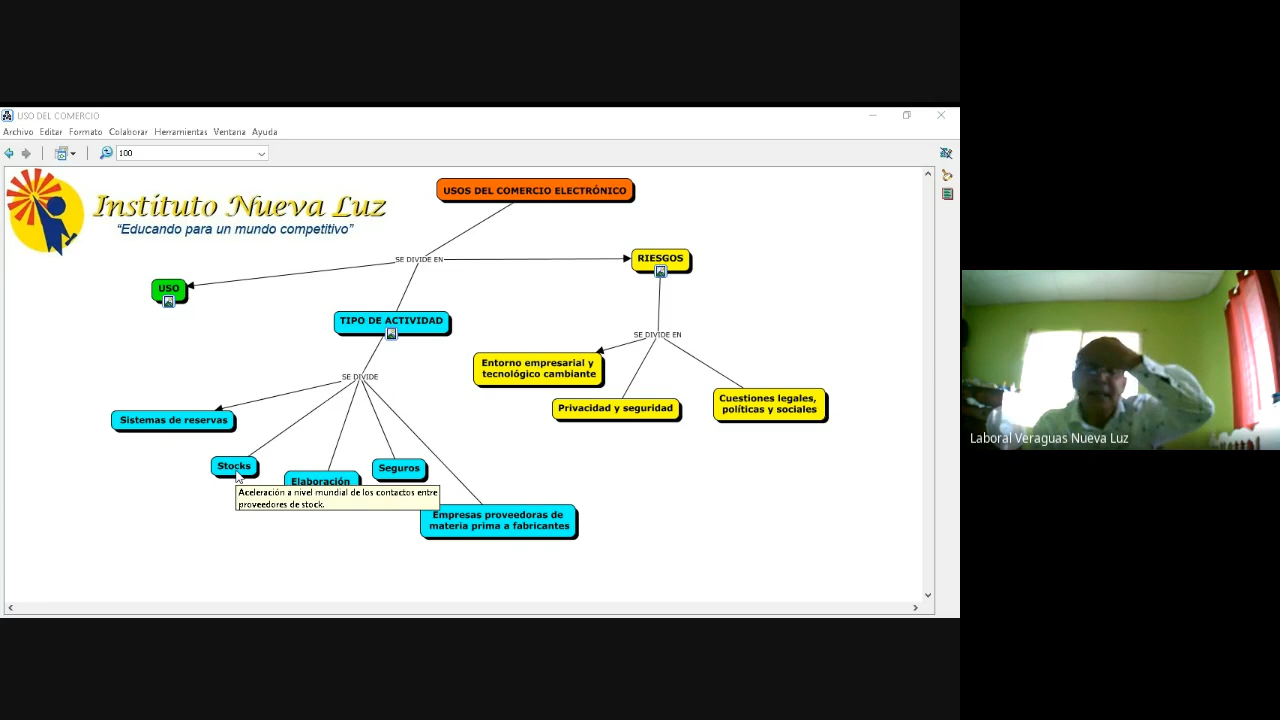 USO DEL COMERCIO
Archivo Editar Formato Colaborar Herramientas Ventana Ayuda
100
Instituto Nueva Luz
“Educando para un mundo competitivo”
USOS DEL COMERCIO ELECTRÓNICO
SE DIVIDE EN
RIESGOS
USO
TIPO DE ACTIVIDAD
SE DIVIDE EN
Entorno empresarial y
tecnológico cambiante
SE DIVIDE
Privacidad y seguridad
Cuestiones legales,
políticas y sociales
Sistemas de reservas
Stocks
Seguros
Elaboración
Aceleración a nivel mundial de los contactos entre
proveedores de stock.
Empresas proveedoras de
materia prima a fabricantes
Laboral Veraguas Nueva Luz